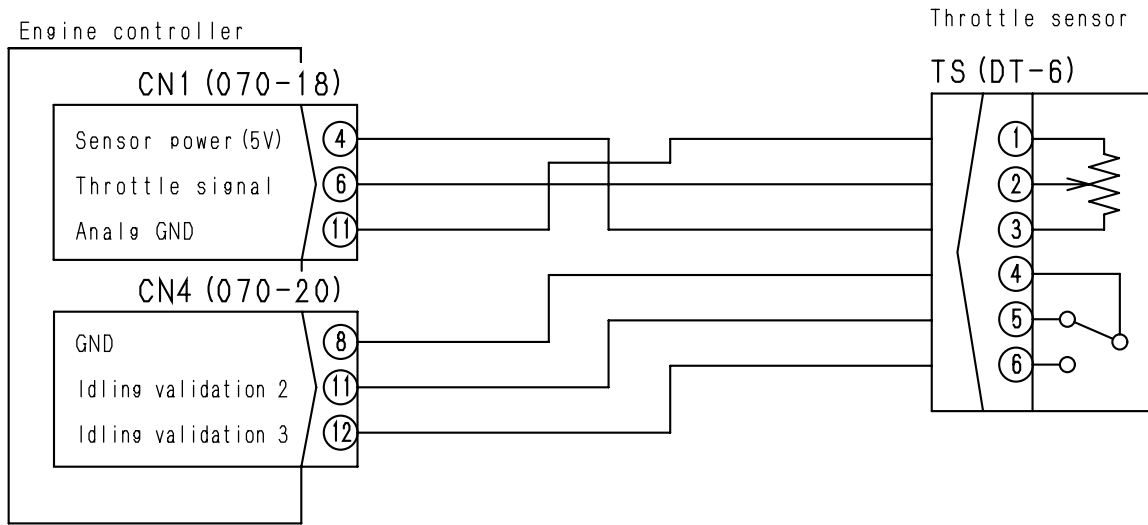 Engine controller
Throttle sensor
CN1 (070-18)
TS (DT-6)
Sensor power (5V) 4
Throttle signal 6
Analg GND 11
CN4 (070-20)
GND 8
Idling validation 2 11
Idling validation 3 12
1
2
3
4
5
6